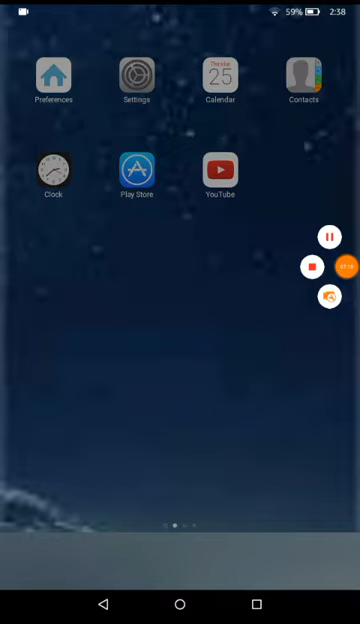 59% 2:38
Thursday
25
Preferences Settings Calendar Contacts
Clock Play Store YouTube